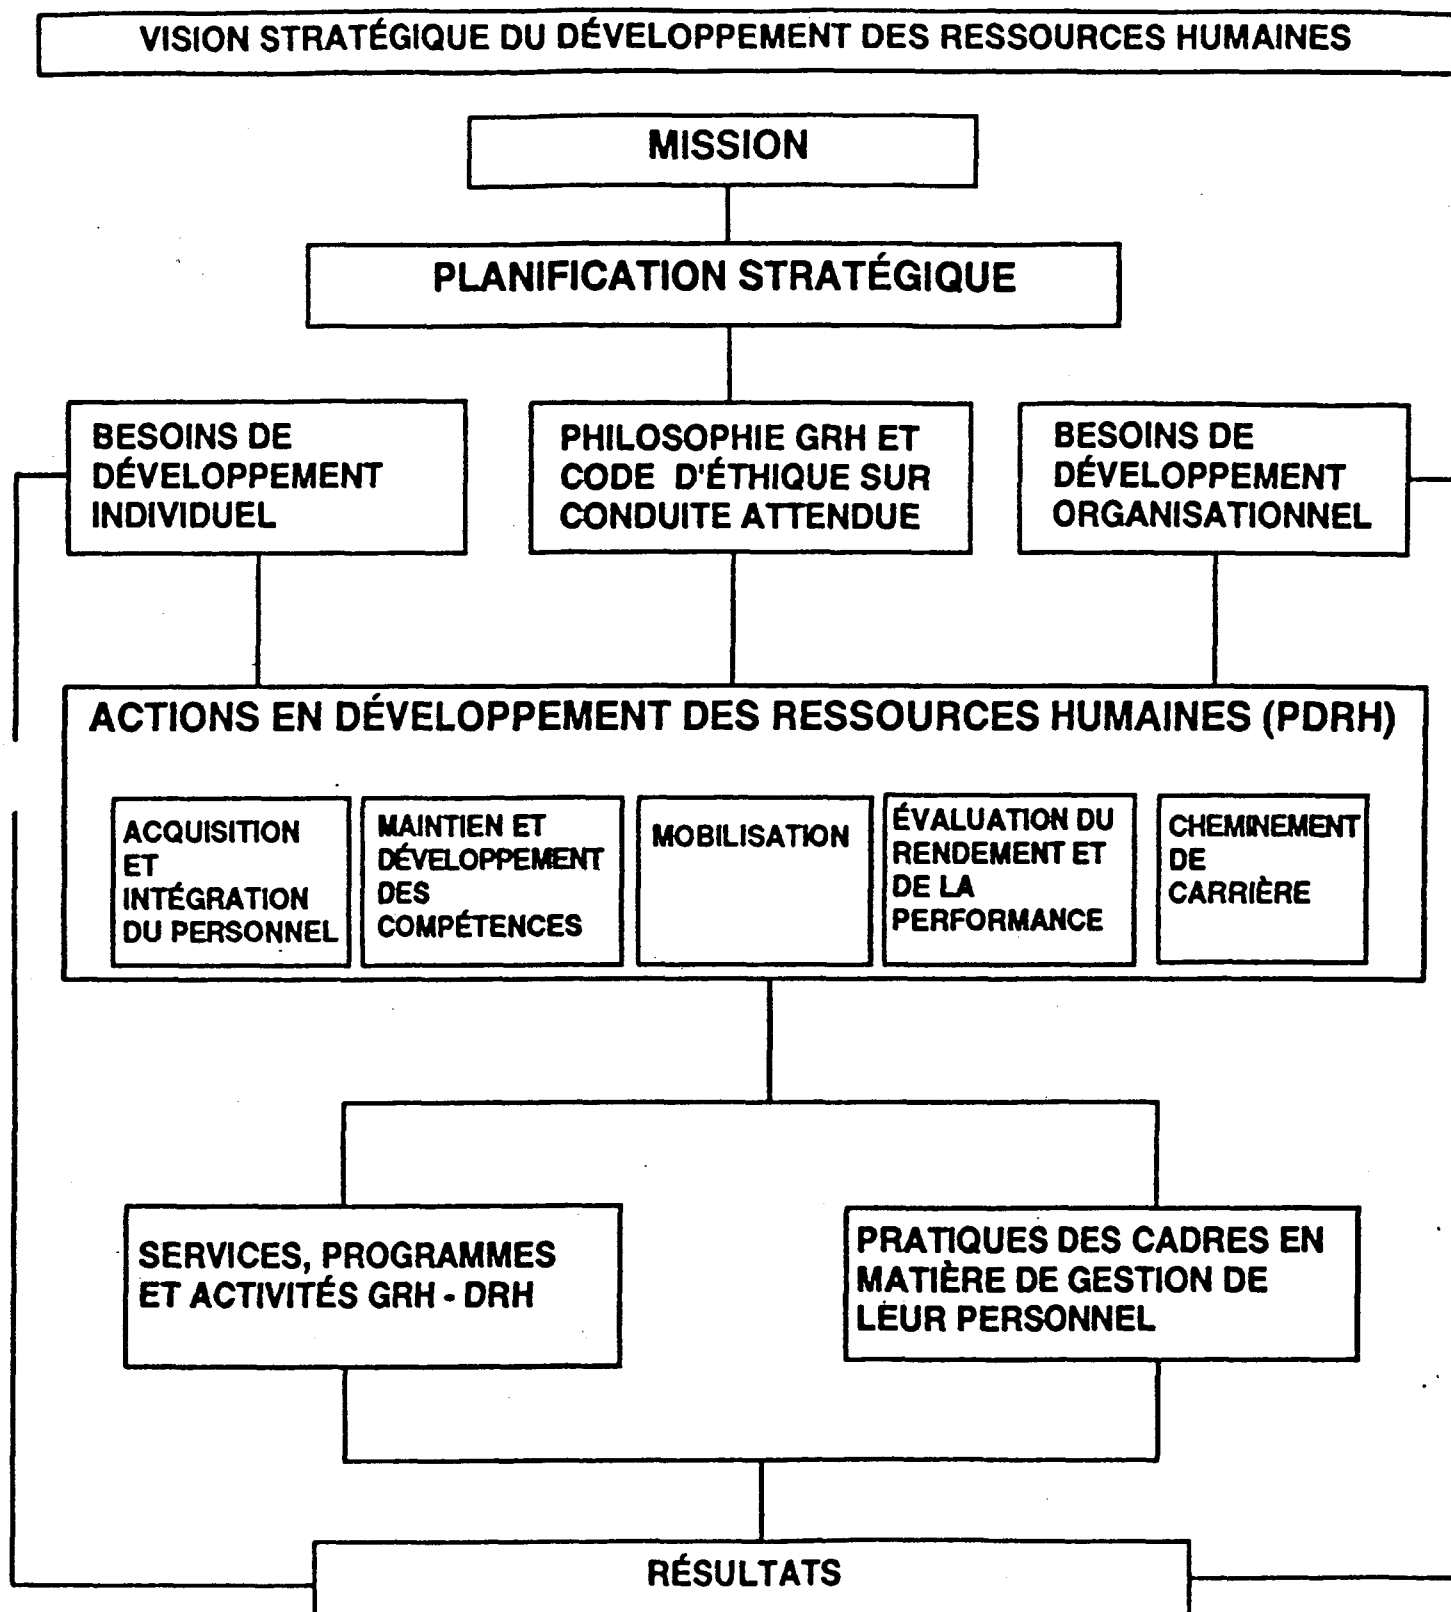 VISION STRATÉGIQUE DU DÉVELOPPEMENT DES RESSOURCES HUMAINES
MISSION
PLANIFICATION STRATÉGIQUE
BESOINS DE
DÉVELOPPEMENT
INDIVIDUEL
PHILOSOPHIE GRH ET
CODE D'ÉTHIQUE SUR
CONDUITE ATTENDUE
BESOINS DE
DÉVELOPPEMENT
ORGANISATIONNEL
ACTIONS EN DÉVELOPPEMENT DES RESSOURCES HUMAINES (PDRH)
ACQUISITION
ET
INTÉGRATION
DU PERSONNEL
MAINTIEN ET
DÉVELOPPEMENT
DES
COMPÉTENCES
MOBILISATION
ÉVALUATION DU
RENDEMENT ET
DE LA
PERFORMANCE
CHEMINEMENT
DE
CARRIÈRE
SERVICES, PROGRAMMES
ET ACTIVITÉS GRH - DRH
PRATIQUES DES CADRES EN
MATIÈRE DE GESTION DE
LEUR PERSONNEL
RÉSULTATS